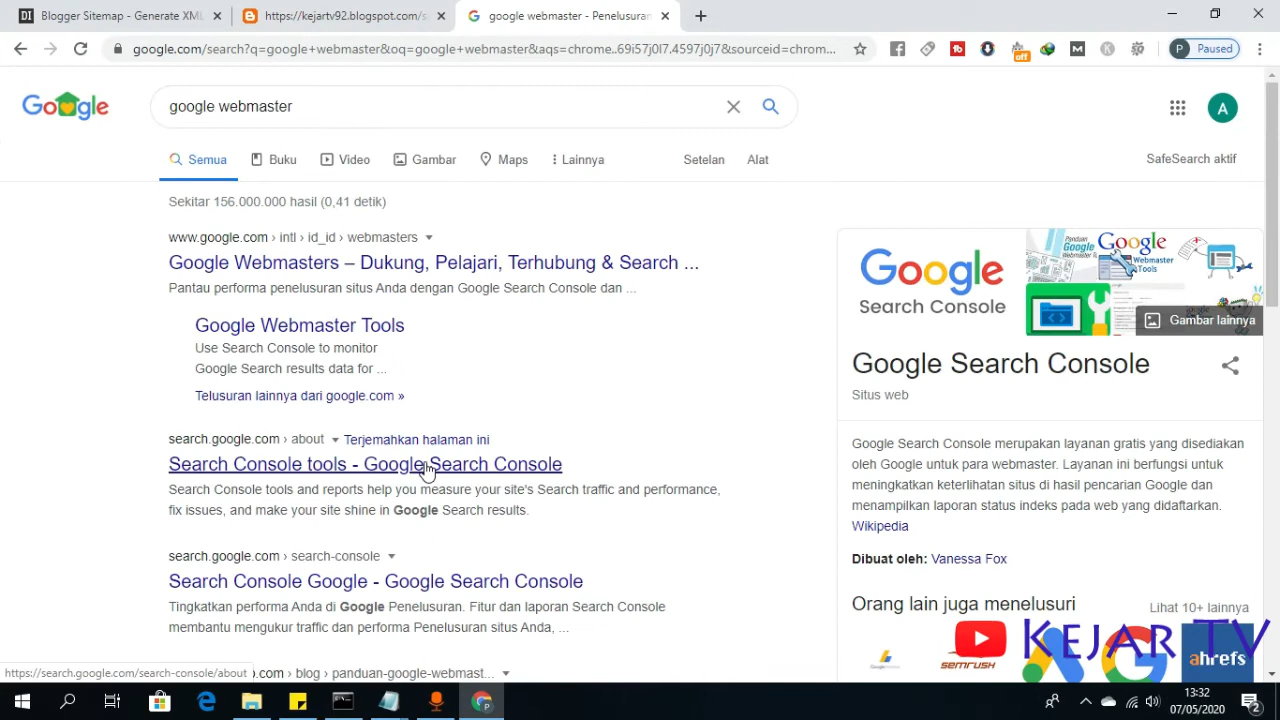 Blogger Sitemap - Generate XML
https://kejartv92.blogspot.com/s
google webmaster - Penelusuran
google.com/search?q=google+webmaster&oq=google+webmaster&aqs=chrome..69i57j0l7.4597j0j7&sourceid=chrom...
off
P Paused
Google
google webmaster
A
Semua
Buku
Video
Gambar
Maps
Lainnya
Setelan
Alat
SafeSearch aktif
Sekitar 156.000.000 hasil (0,41 detik)
www.google.com › intl › id_id › webmasters
Google Webmasters – Dukung, Pelajari, Terhubung & Search ...
Pantau performa penelusuran situs Anda dengan Google Search Console dan ...
Google Webmaster Tools
Use Search Console to monitor
Google Search results data for ...
Telusuran lainnya dari google.com »
search.google.com › about Terjemahkan halaman ini
Search Console tools - Google Search Console
Search Console tools and reports help you measure your site's Search traffic and performance,
fix issues, and make your site shine in Google Search results.
search.google.com › search-console
Search Console Google - Google Search Console
Tingkatkan performa Anda di Google Penelusuran. Fitur dan laporan Search Console
membantu mengukur traffic dan performa Penelusuran situs Anda, ...
https://search.google.com/search-console/about
).com › blog › panduan-google-webmast...
Google
Search Console
Google
Webmaster
Tools
Gambar lainnya
Google Search Console
Situs web
Google Search Console merupakan layanan gratis yang disediakan
oleh Google untuk para webmaster. Layanan ini berfungsi untuk
meningkatkan keterlihatan situs di hasil pencarian Google dan
menampilkan laporan status indeks pada web yang didaftarkan.
Wikipedia
Dibuat oleh: Vanessa Fox
Orang lain juga menelusuri
Lihat 10+ lainnya
KEJAR TV
SEMRUSH
ahrefs
13:32
07/05/2020
2